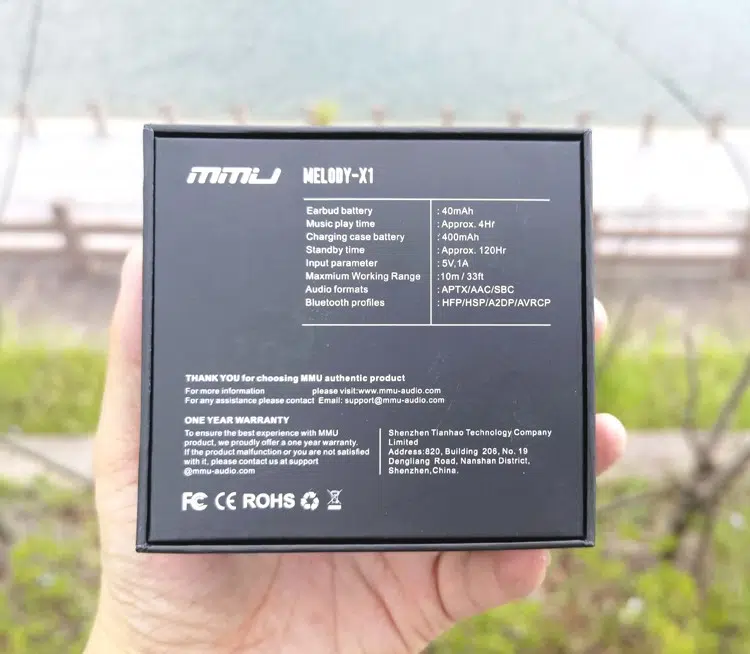 mmu MELODY-X1
Earbud battery : 40mAh
Music play time : Approx. 4Hr
Charging case battery : 400mAh
Standby time : Approx. 120Hr
Input parameter : 5V,1A
Maxmium Working Range :10m / 33ft
Audio formats : APTX/AAC/SBC
Bluetooth profiles : HFP/HSP/A2DP/AVRCP
THANK YOU for choosing MMU authentic product
For more information please visit:www.mmu-audio.com
For any assistance please contact Email: support@mmu-audio.com
ONE YEAR WARRANTY
To ensure the best experience with MMU
product, we proudly offer a one year warranty.
If the product malfunction or you are not satisfied
with it, please contact us at support
@mmu-audio.com
Shenzhen Tianhao Technology Company
Limited
Address:820, Building 206, No. 19
Dengliang Road, Nanshan District,
Shenzhen,China.
FC CE ROHS